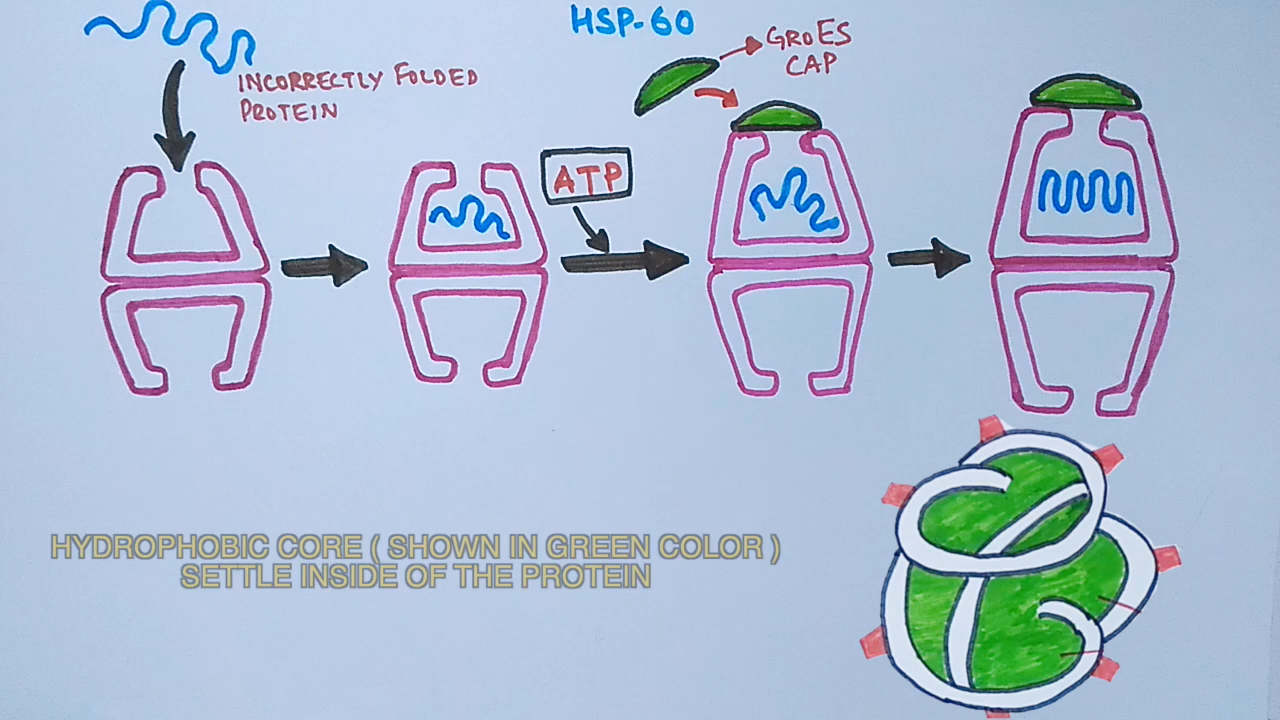 HSP-60
GROES
CAP
INCORRECTLY FOLDED
PROTEIN
ATP
HYDROPHOBIC CORE ( SHOWN IN GREEN COLOR )
SETTLE INSIDE OF THE PROTEIN